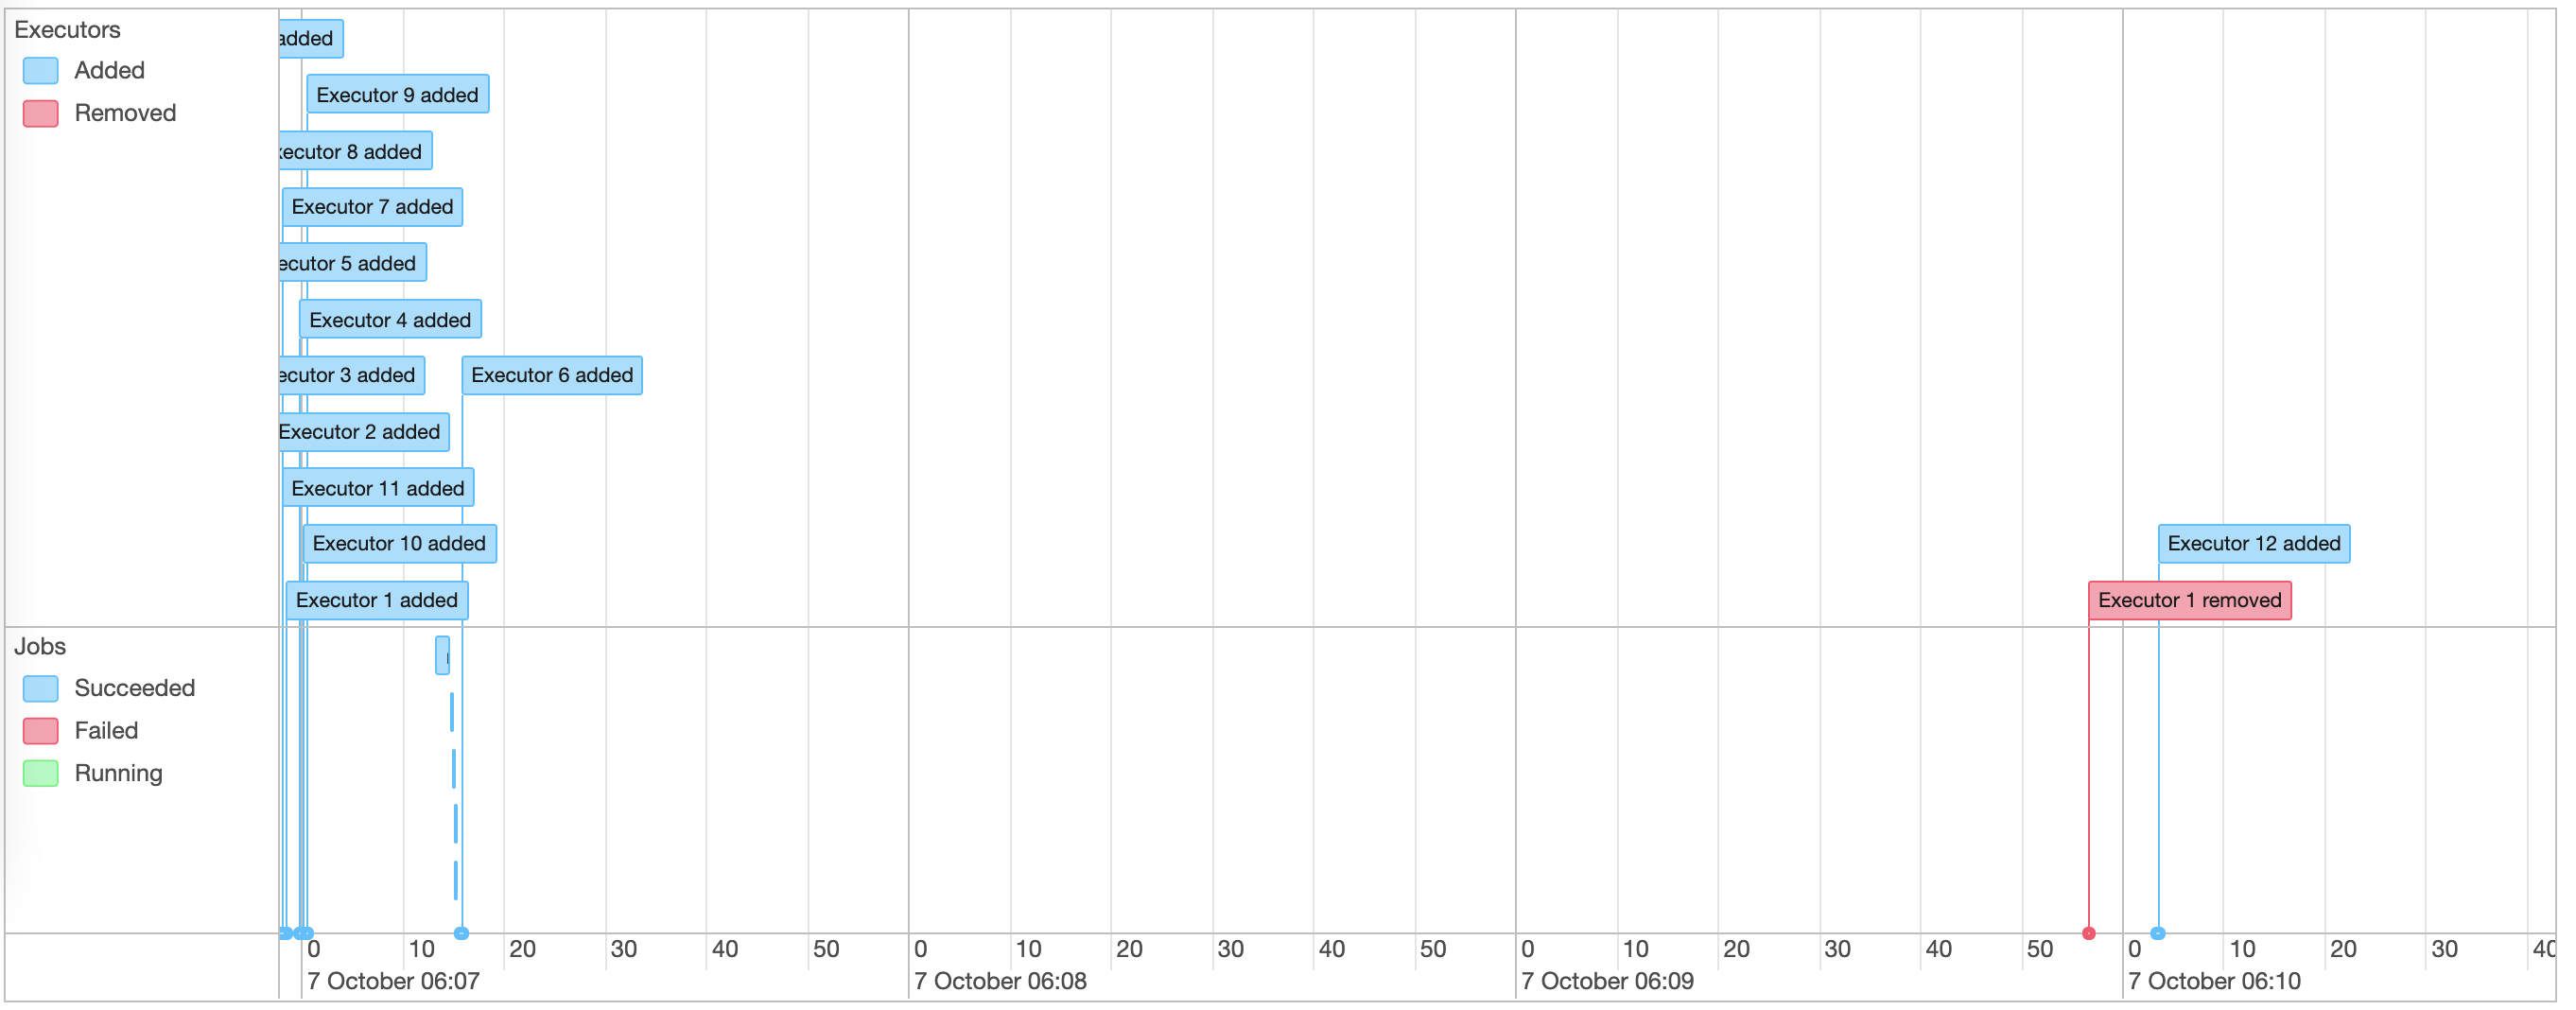 Executors
Added
Removed
added
Executor 9 added
xecutor 8 added
Executor 7 added
ecutor 5 added
Executor 4 added
ecutor 3 added
Executor 6 added
Executor 2 added
Executor 11 added
Executor 10 added
Executor 12 added
Executor 1 added
Executor 1 removed
Jobs
Succeeded
Failed
Running
0 10 20 30 40 50 0 10 20 30 40 50 0 10 20 30 40 50 0 10 20 30 40
7 October 06:07 7 October 06:08 7 October 06:09 7 October 06:10